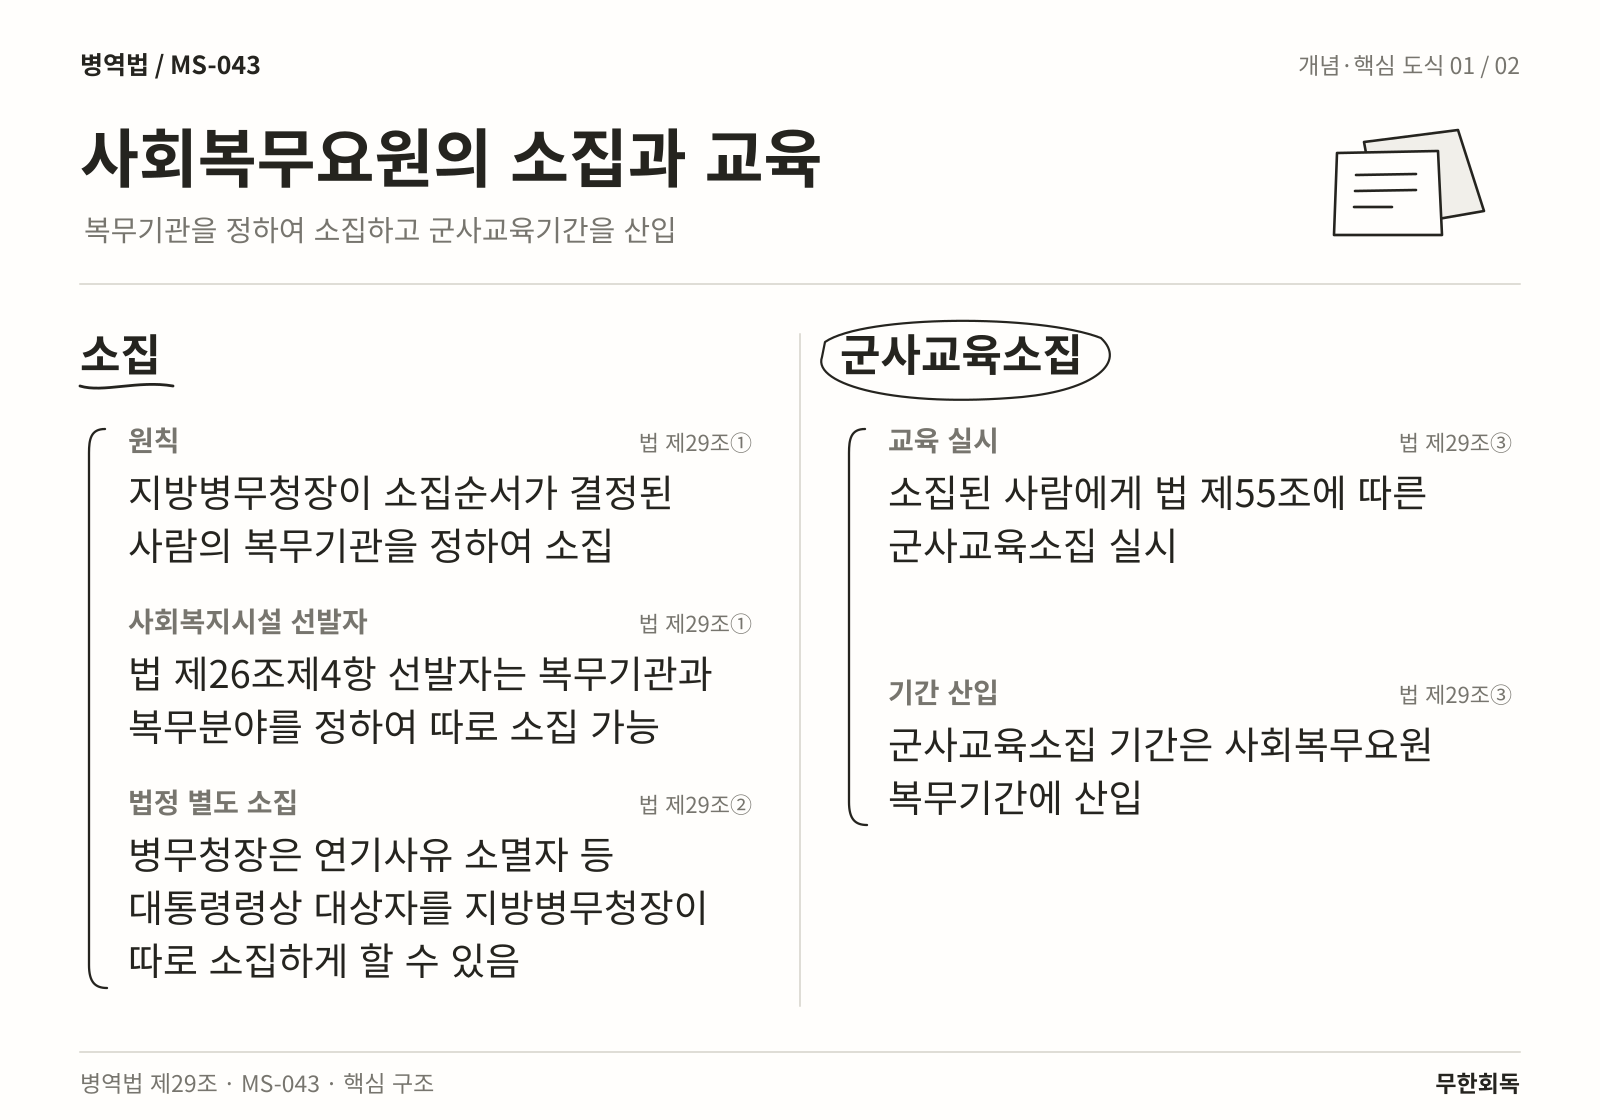 병역법 / MS-043
개념·핵심 도식 01 / 02
사회복무요원의 소집과 교육
복무기관을 정하여 소집하고 군사교육기간을 산입
소집
원칙 법 제29조①
지방병무청장이 소집순서가 결정된
사람의 복무기관을 정하여 소집
사회복지시설 선발자 법 제29조①
법 제26조제4항 선발자는 복무기관과
복무분야를 정하여 따로 소집 가능
법정 별도 소집 법 제29조②
병무청장은 연기사유 소멸자 등
대통령령상 대상자를 지방병무청장이
따로 소집하게 할 수 있음
군사교육소집
교육 실시 법 제29조③
소집된 사람에게 법 제55조에 따른
군사교육소집 실시
기간 산입 법 제29조③
군사교육소집 기간은 사회복무요원
복무기간에 산입
병역법 제29조 · MS-043 · 핵심 구조
무한회독